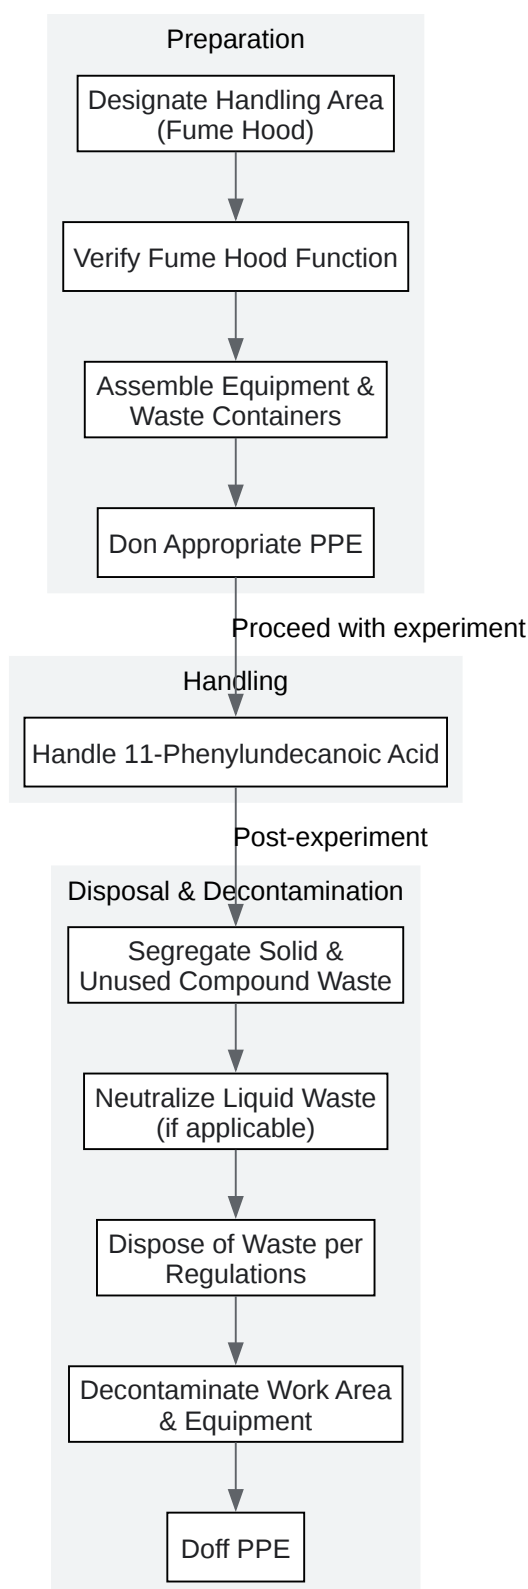 Preparation
Designate Handling Area
(Fume Hood)
Verify Fume Hood Function
Assemble Equipment &
Waste Containers
Don Appropriate PPE
Proceed with experiment
Handling
Handle 11-Phenylundecanoic Acid
Post-experiment
Disposal & Decontamination
Segregate Solid &
Unused Compound Waste
Neutralize Liquid Waste
(if applicable)
Dispose of Waste per
Regulations
Decontaminate Work Area
& Equipment
Doff PPE